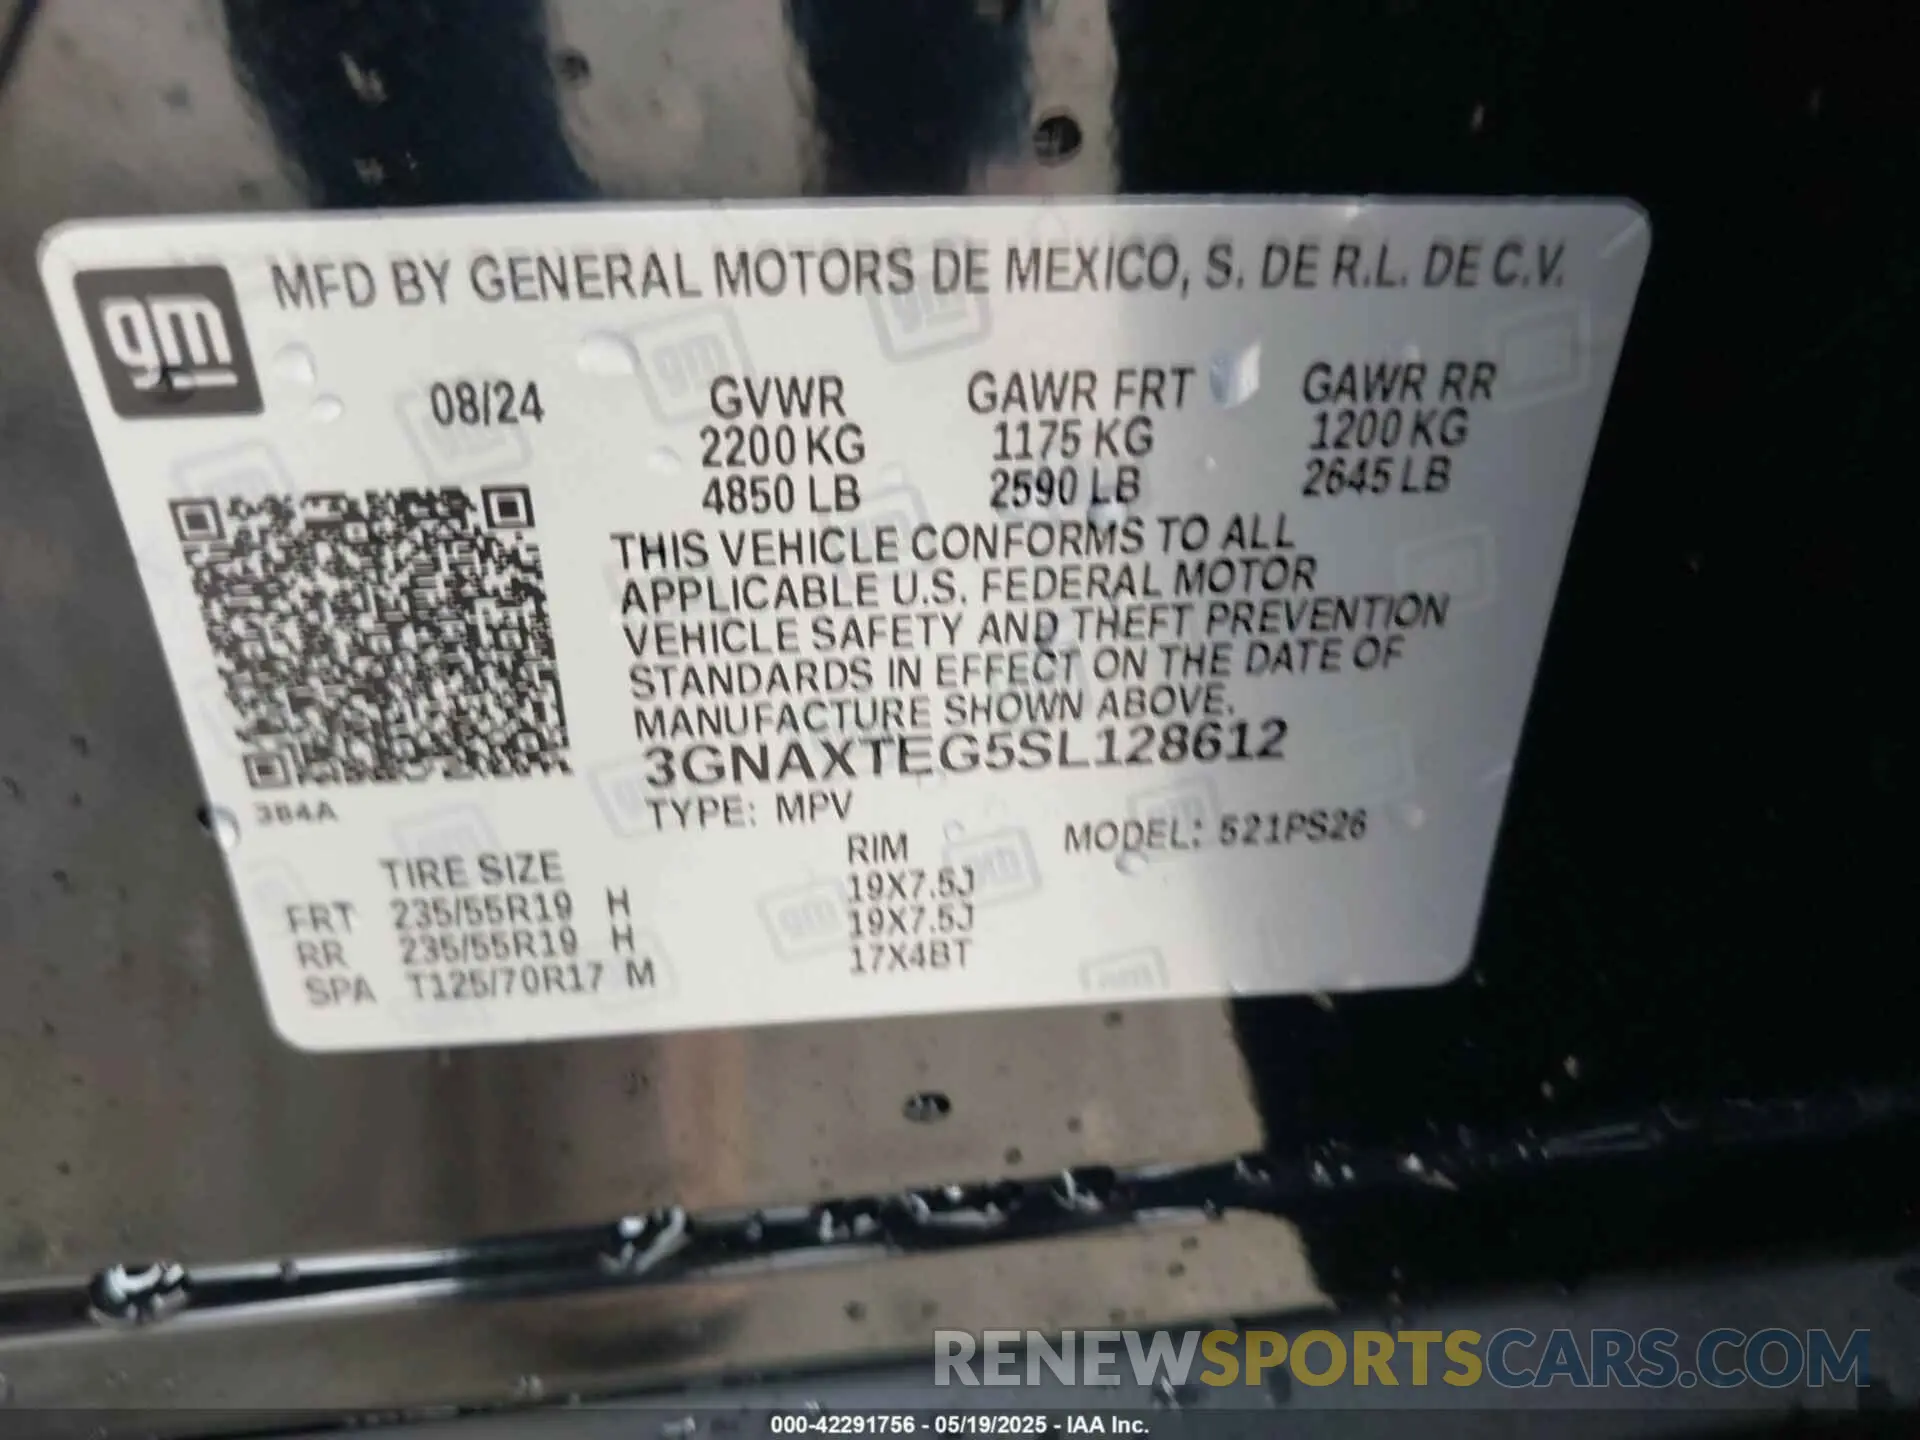 gm
MFD BY GENERAL MOTORS DE MEXICO, S. DE R.L. DE C.V.
08/24 GVWR GAWR FRT GAWR RR
2200 KG 1175 KG 1200 KG
4850 LB 2590 LB 2645 LB
THIS VEHICLE CONFORMS TO ALL
APPLICABLE U.S. FEDERAL MOTOR
VEHICLE SAFETY AND THEFT PREVENTION
STANDARDS IN EFFECT ON THE DATE OF
MANUFACTURE SHOWN ABOVE.
3GNAXTEG5SL128612
384A
TYPE: MPV
MODEL: 521PS26
TIRE SIZE RIM
FRT 235/55R19 H 19X7.5J
RR 235/55R19 H 19X7.5J
SPA T125/70R17 M 17X4BT
RENEWSPORTSCARS.COM
000-42291756 - 05/19/2025 - IAA Inc.